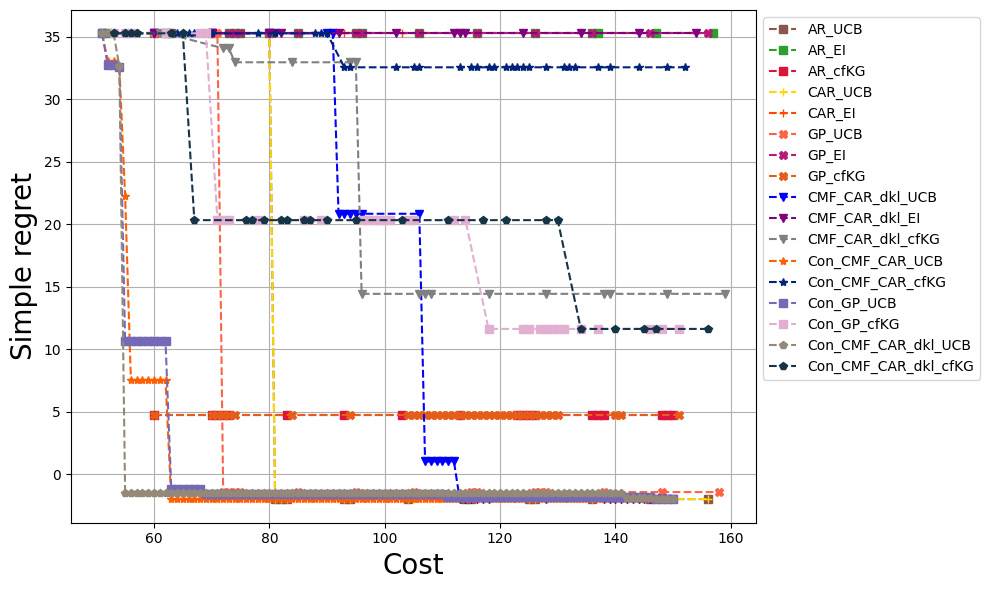 Simple regret
35
30
25
20
15
10
5
0
60
80
100
120
140
160
Cost
AR_UCB
AR_EI
AR_cfKG
CAR_UCB
CAR_EI
GP_UCB
GP_EI
GP_cfKG
CMF_CAR_dkl_UCB
CMF_CAR_dkl_EI
CMF_CAR_dkl_cfKG
Con_CMF_CAR_UCB
Con_CMF_CAR_cfKG
Con_GP_UCB
Con_GP_cfKG
Con_CMF_CAR_dkl_UCB
Con_CMF_CAR_dkl_cfKG